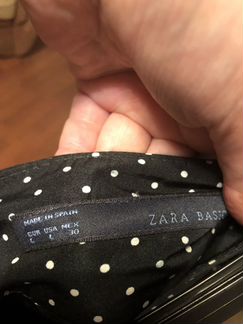 MADE IN SPAIN
EUR USA MEX
L L 30
ZARA BASIC